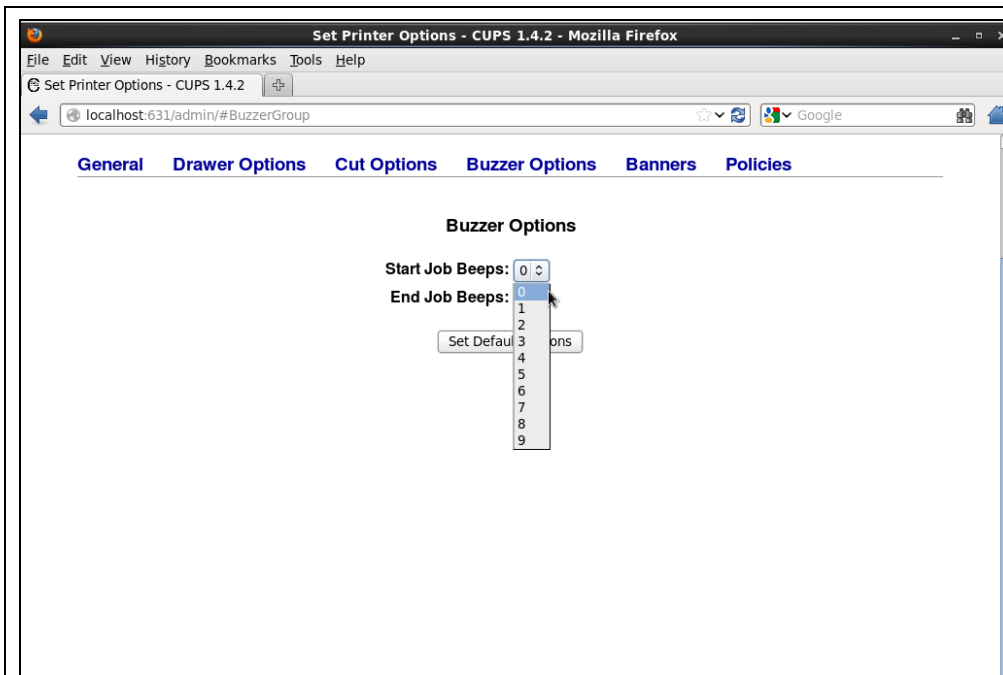 Set Printer Options - CUPS 1.4.2 - Mozilla Firefox
File Edit View History Bookmarks Tools Help
Set Printer Options - CUPS 1.4.2
localhost:631/admin/#BuzzerGroup Google
General Drawer Options Cut Options Buzzer Options Banners Policies
Buzzer Options
Start Job Beeps: 0
End Job Beeps:
0
1
2
Set Defau
ons
3
4
5
6
7
8
9